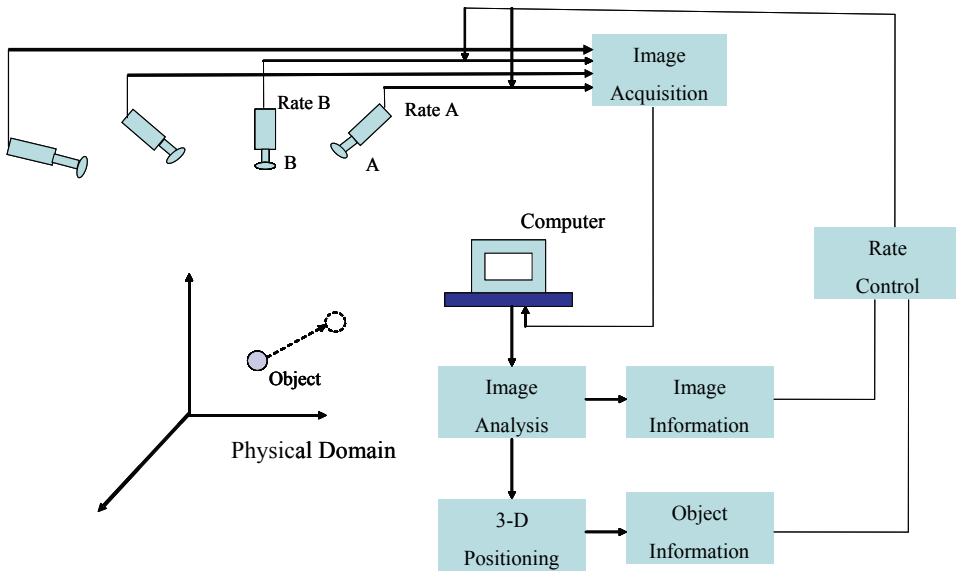 Image
Acquisition
Rate B
Rate A
B
A
Computer
Rate
Control
Object
Image
Analysis
Image
Information
Physical Domain
3-D
Positioning
Object
Information